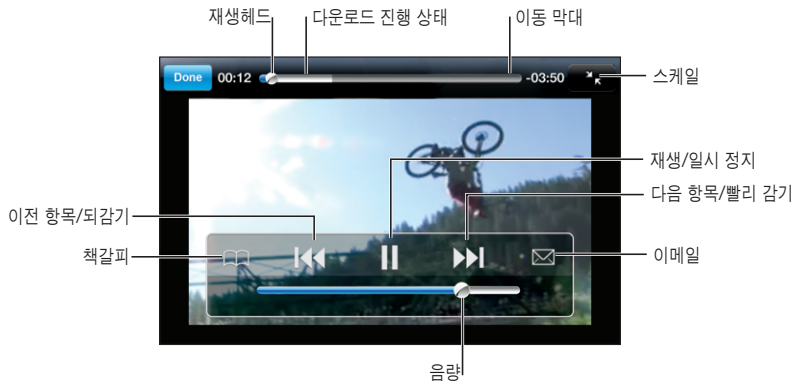 재생헤드
다운로드 진행 상태
이동 막대
Done
00:12
-03:50
스케일
재생/일시 정지
다음 항목/빨리 감기
이전 항목/되감기
책갈피
이메일
음량